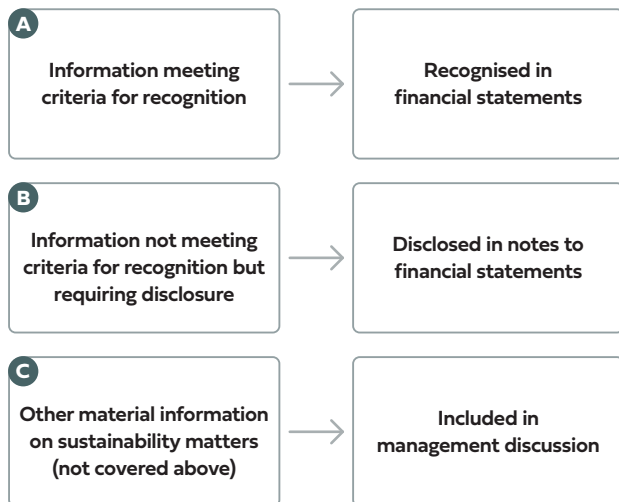 A
Information meeting
criteria for recognition
Recognised in
financial statements
B
Information not meeting
criteria for recognition but
requiring disclosure
Disclosed in notes to
financial statements
C
Other material information
on sustainability matters
(not covered above)
Included in
management discussion